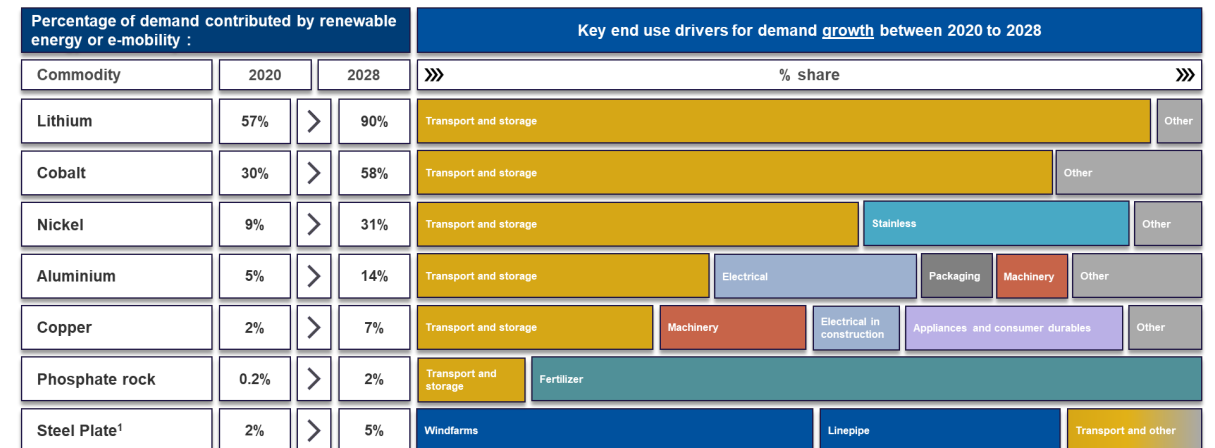 Percentage of demand contributed by renewable
energy or e-mobility :
Key end use drivers for demand growth between 2020 to 2028
Commodity 2020 2028 % share
Lithium 57% 90% Transport and storage Other
Cobalt 30% 58% Transport and storage Other
Nickel 9% 31% Transport and storage Stainless Other
Aluminium 5% 14% Transport and storage Electrical Packaging Machinery Other
Copper 2% 7% Transport and storage Machinery Electrical in
construction Appliances and consumer durables Other
Phosphate rock 0.2% 2% Transport and
storage Fertilizer
Steel Plate¹ 2% 5% Windfarms Linepipe Transport and other